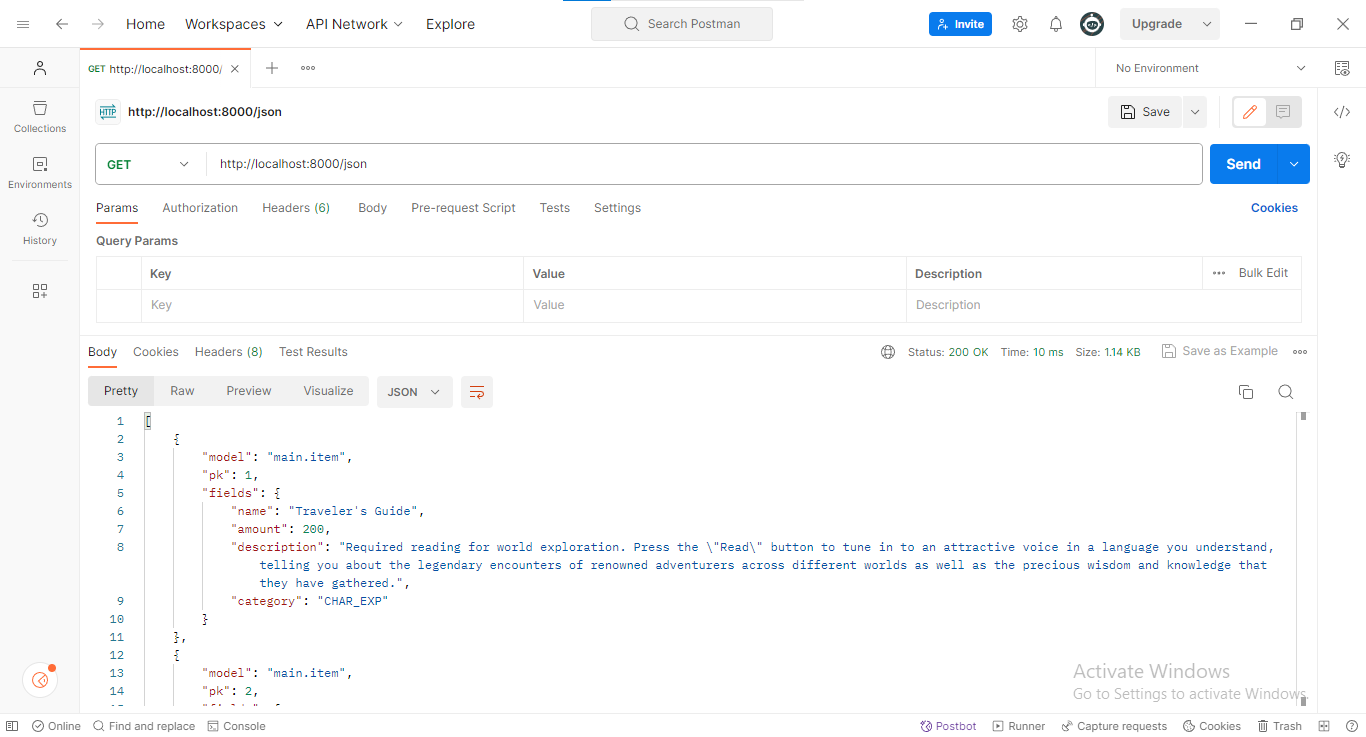 Home Workspaces API Network Explore Search Postman Invite Upgrade
GET http://localhost:8000/ No Environment
HTTP http://localhost:8000/json Save
Collections
GET http://localhost:8000/json Send
Environments
Params Authorization Headers (6) Body Pre-request Script Tests Settings Cookies
History
Query Params
Key Value Description Bulk Edit
Key Value Description
Body Cookies Headers (8) Test Results Status: 200 OK Time: 10 ms Size: 1.14 KB Save as Example
Pretty Raw Preview Visualize JSON
1 [
2 {
3 "model": "main.item",
4 "pk": 1,
5 "fields": {
6 "name": "Traveler's Guide",
7 "amount": 200,
8 "description": "Required reading for world exploration. Press the \"Read\" button to tune in to an attractive voice in a language you understand,
telling you about the legendary encounters of renowned adventurers across different worlds as well as the precious wisdom and knowledge that
they have gathered.",
9 "category": "CHAR_EXP"
10 }
11 },
12 {
13 "model": "main.item",
14 "pk": 2,
Activate Windows
Go to Settings to activate Windows.
Online Find and replace Console Postbot Runner Capture requests Cookies Trash